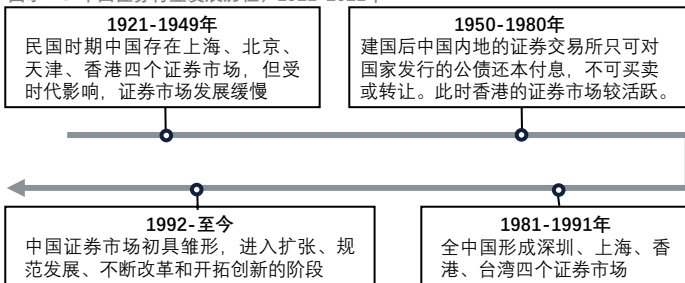 1921-1949年
民国时期中国存在上海、北京、
天津、香港四个证券市场，但受
时代影响，证券市场发展缓慢
1950-1980年
建国后中国内地的证券交易所只可对
国家发行的公债还本付息，不可买卖
或转让。此时香港的证券市场较活跃。
1992-至今
中国证券市场初具雏形，进入扩张、规
范发展、不断改革和开拓创新的阶段
1981-1991年
全中国形成深圳、上海、香
港、台湾四个证券市场